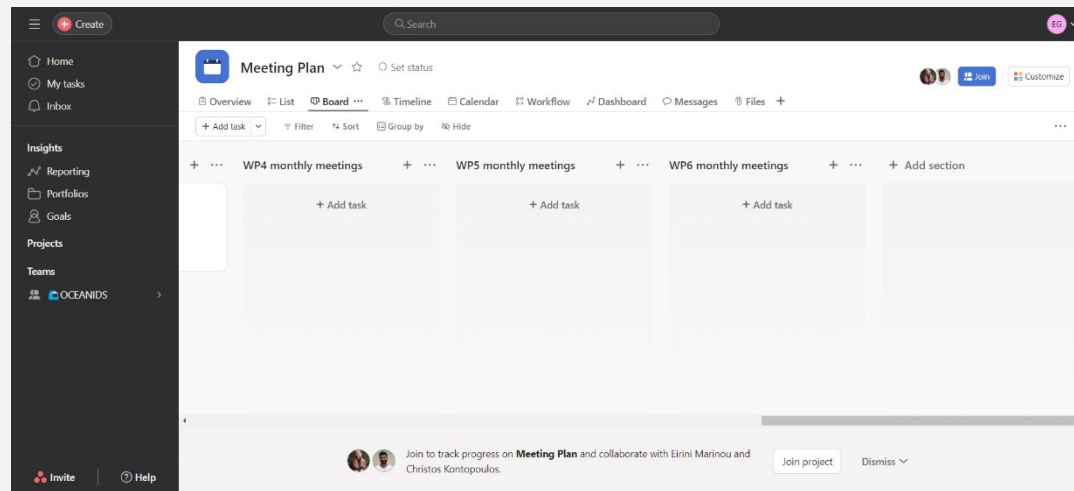 Create
Search
EG
Home
My tasks
Inbox
Insights
Reporting
Portfolios
Goals
Projects
Teams
OCEANIDS
Invite
Help
Meeting Plan
Set status
Join
Customize
Overview List Board ... Timeline Calendar Workflow Dashboard Messages Files +
+ Add task Filter Sort Group by Hide ...
+ ... WP4 monthly meetings + ... WP5 monthly meetings + ... WP6 monthly meetings + ... + Add section
+ Add task + Add task + Add task
Join to track progress on Meeting Plan and collaborate with Eirini Marinou and
Christos Kontopoulos.
Join project Dismiss